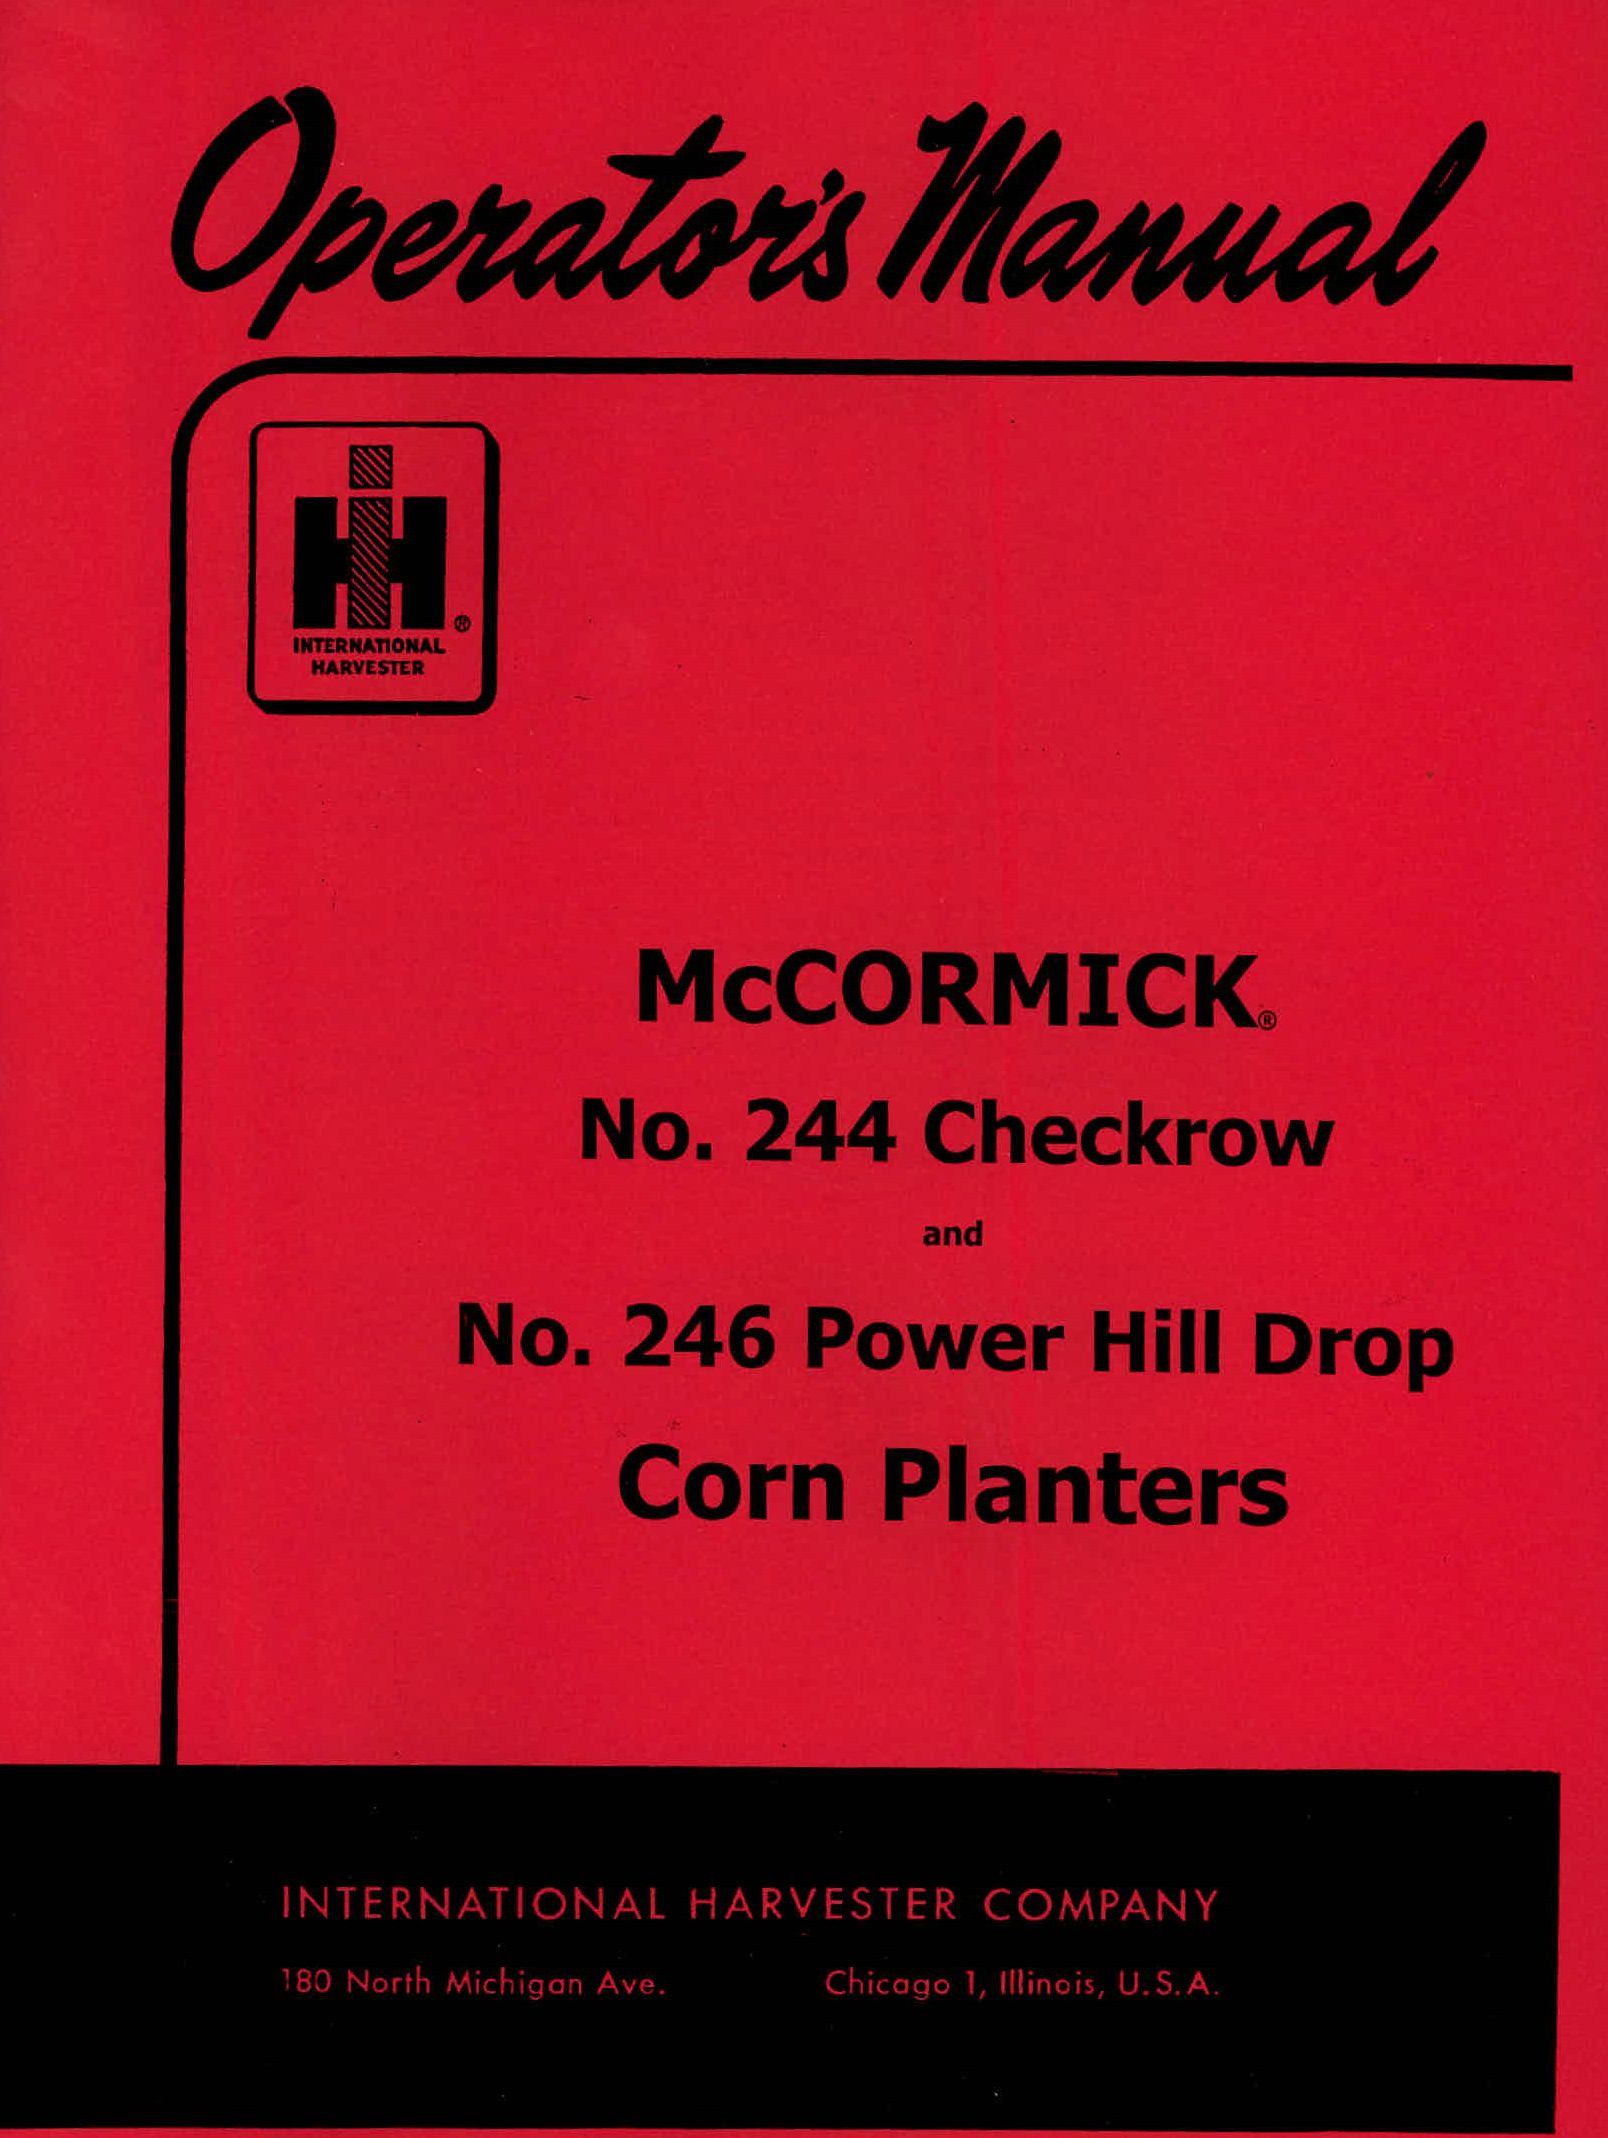 Operator's Manual
IH
®
INTERNATIONAL
HARVESTER
McCORMICK®
No. 244 Checkrow
and
No. 246 Power Hill Drop
Corn Planters
INTERNATIONAL HARVESTER COMPANY
180 North Michigan Ave. Chicago 1, Illinois, U.S.A.